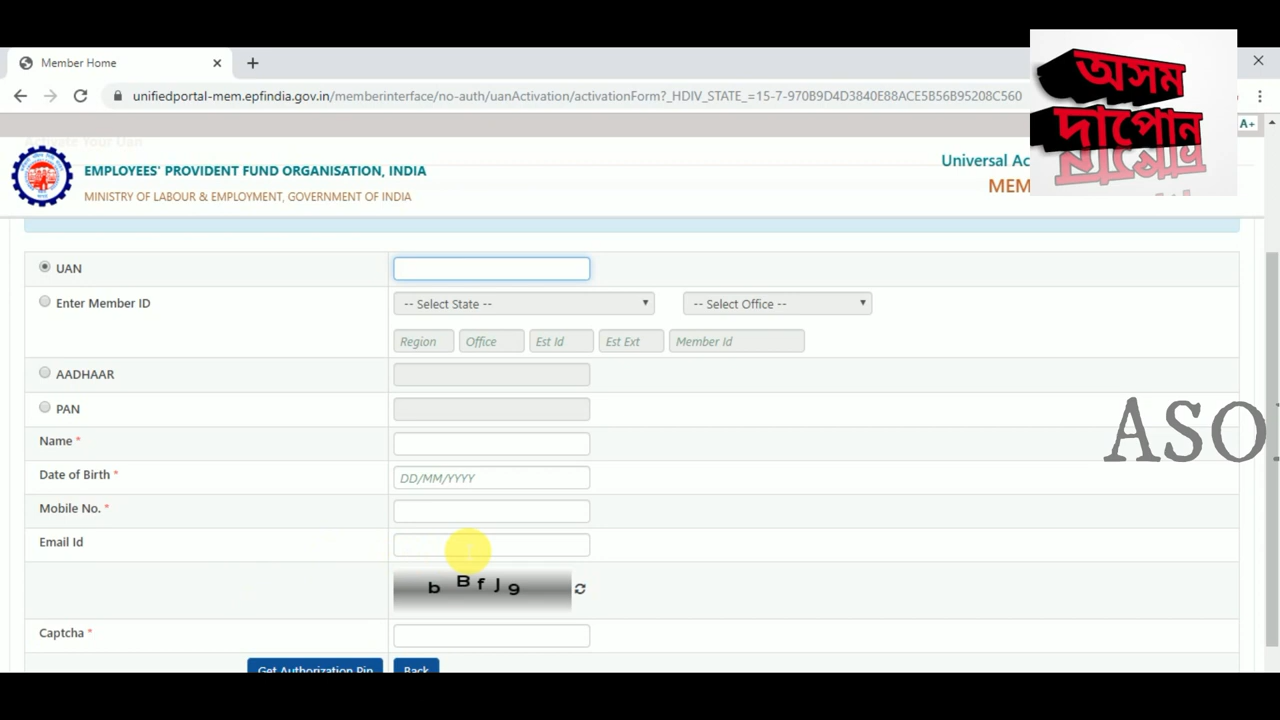 Member Home
unifiedportal-mem.epfindia.gov.in/memberinterface/no-auth/uanActivation/activationForm?_HDIV_STATE_=15-7-970B9D4D3840E88ACE5B56B95208C560
অসম
দাপোন
A+
Activate Your Uan
EMPLOYEES' PROVIDENT FUND ORGANISATION, INDIA
Universal Ac
MINISTRY OF LABOUR & EMPLOYMENT, GOVERNMENT OF INDIA
MEM
UAN
Enter Member ID
-- Select State --
-- Select Office --
Region
Office
Est Id
Est Ext
Member Id
AADHAAR
PAN
ASO
Name *
Date of Birth *
DD/MM/YYYY
Mobile No. *
Email Id
b B f J g
Captcha *
Get Authorization Pin
Back